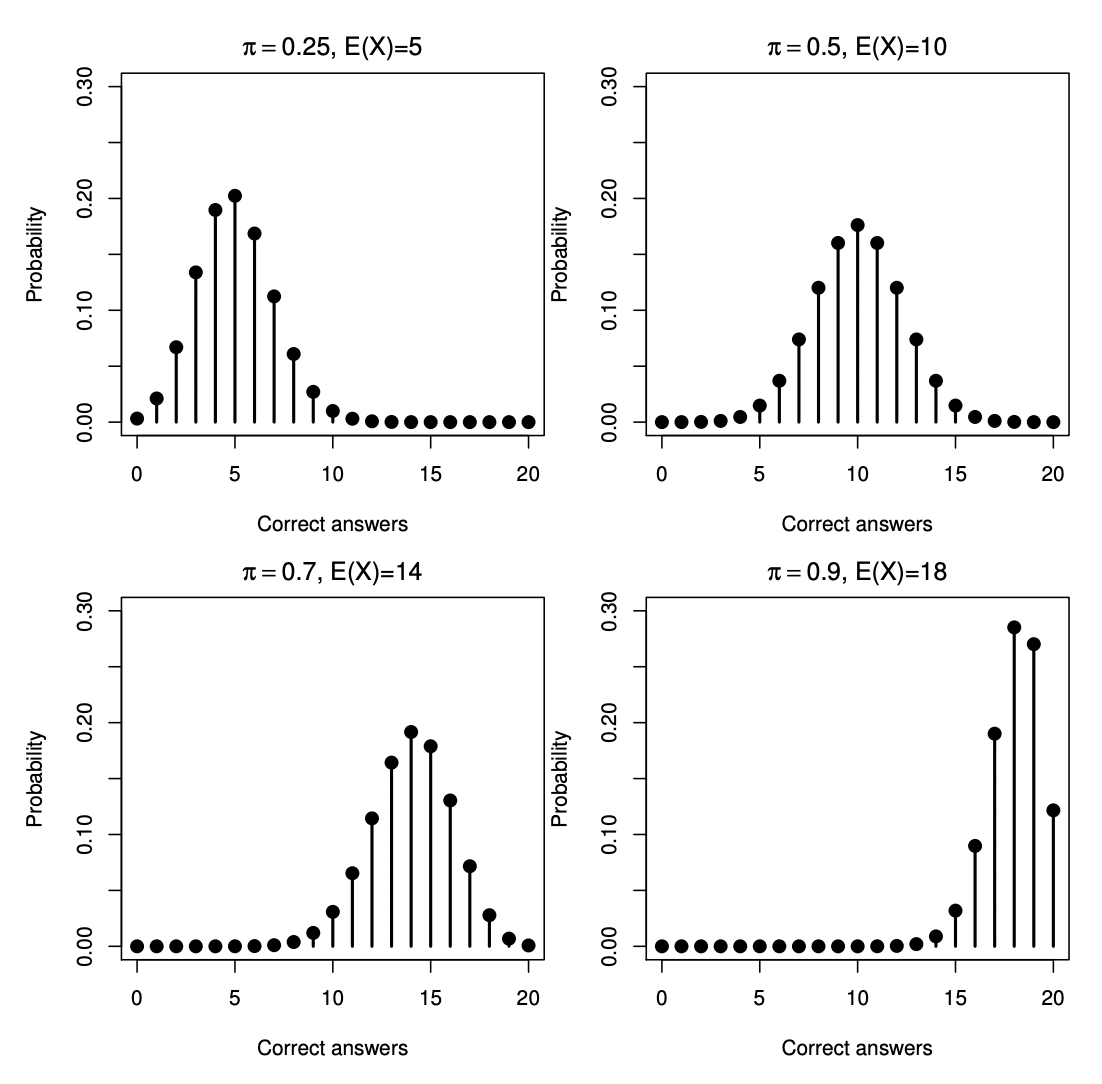 π = 0.25, E(X)=5
Probability
0.30
0.20
0.10
0.00
0 5 10 15 20
Correct answers
π = 0.5, E(X)=10
Probability
0.30
0.20
0.10
0.00
0 5 10 15 20
Correct answers
π = 0.7, E(X)=14
Probability
0.30
0.20
0.10
0.00
0 5 10 15 20
Correct answers
π = 0.9, E(X)=18
Probability
0.30
0.20
0.10
0.00
0 5 10 15 20
Correct answers